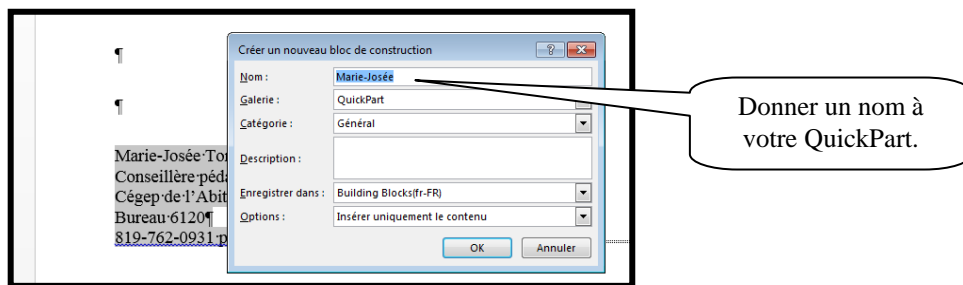 ¶
¶
Marie-Josée·To
Conseillère·péd
Cégep·de·l'Abit
Bureau·6120¶
819-762-0931·p
Créer un nouveau bloc de construction
Nom : Marie-Josée
Galerie : QuickPart
Catégorie : Général
Description :
Enregistrer dans : Building Blocks(fr-FR)
Options : Insérer uniquement le contenu
OK Annuler
Donner un nom à
votre QuickPart.